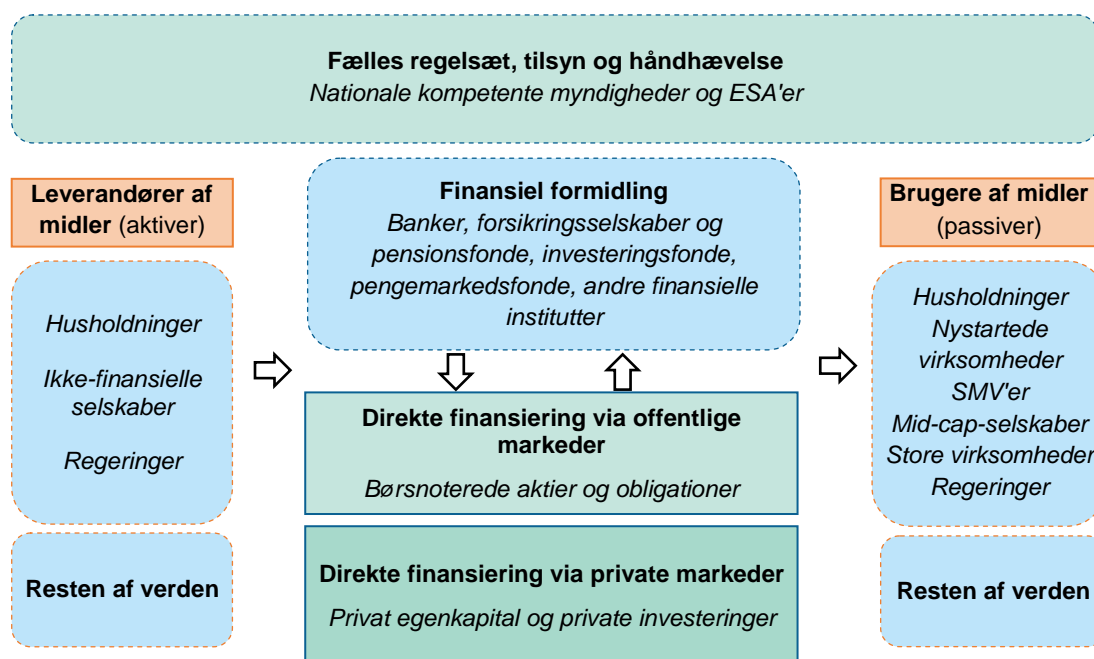 Fælles regelsæt, tilsyn og håndhævelse
Nationale kompetente myndigheder og ESA'er
Leverandører af
midler (aktiver)
Husholdninger
Ikke-finansielle
selskaber
Regeringer
Resten af verden
Finansiel formidling
Banker, forsikringsselskaber og
pensionsfonde, investeringsfonde,
pengemarkedsfonde, andre finansielle
institutter
Direkte finansiering via offentlige
markeder
Børsnoterede aktier og obligationer
Direkte finansiering via private markeder
Privat egenkapital og private investeringer
Brugere af midler
(passiver)
Husholdninger
Nystartede
virksomheder
SMV'er
Mid-cap-selskaber
Store virksomheder
Regeringer
Resten af verden